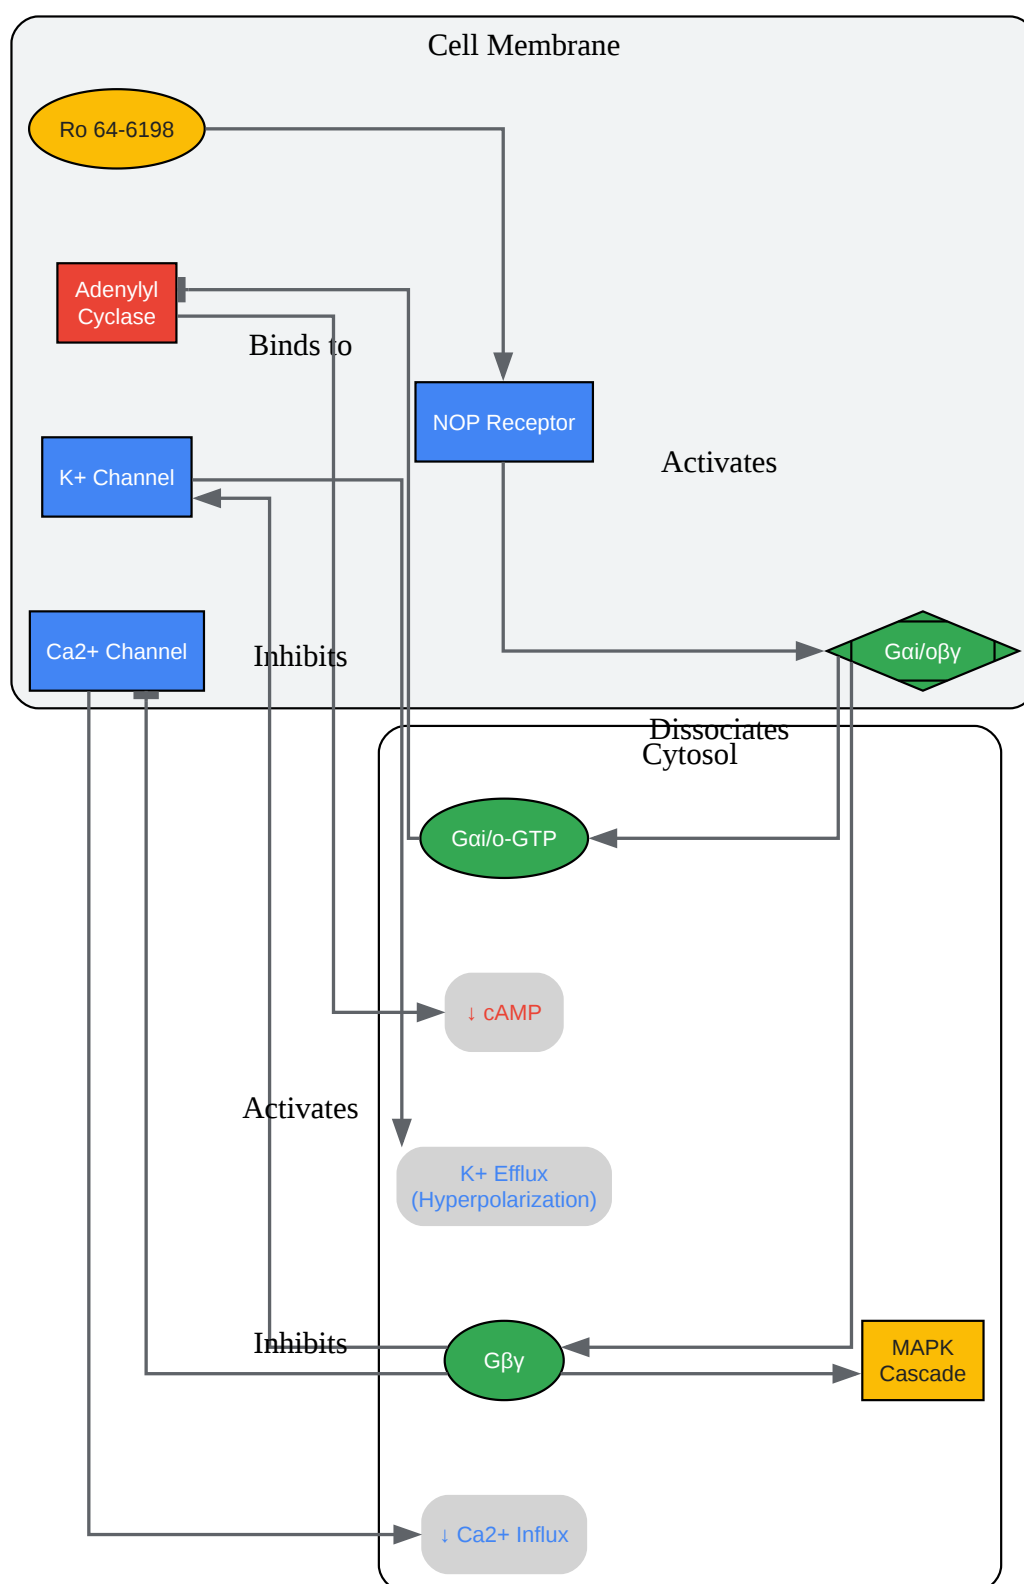 Cell Membrane
Ro 64-6198
Adenylyl
Cyclase
Binds to
NOP Receptor
Activates
K+ Channel
Ca2+ Channel
Inhibits
Gαi/oβγ
Dissociates
Cytosol
Gαi/o-GTP
↓ cAMP
Activates
K+ Efflux
(Hyperpolarization)
Inhibits
Gβγ
MAPK
Cascade
↓ Ca2+ Influx